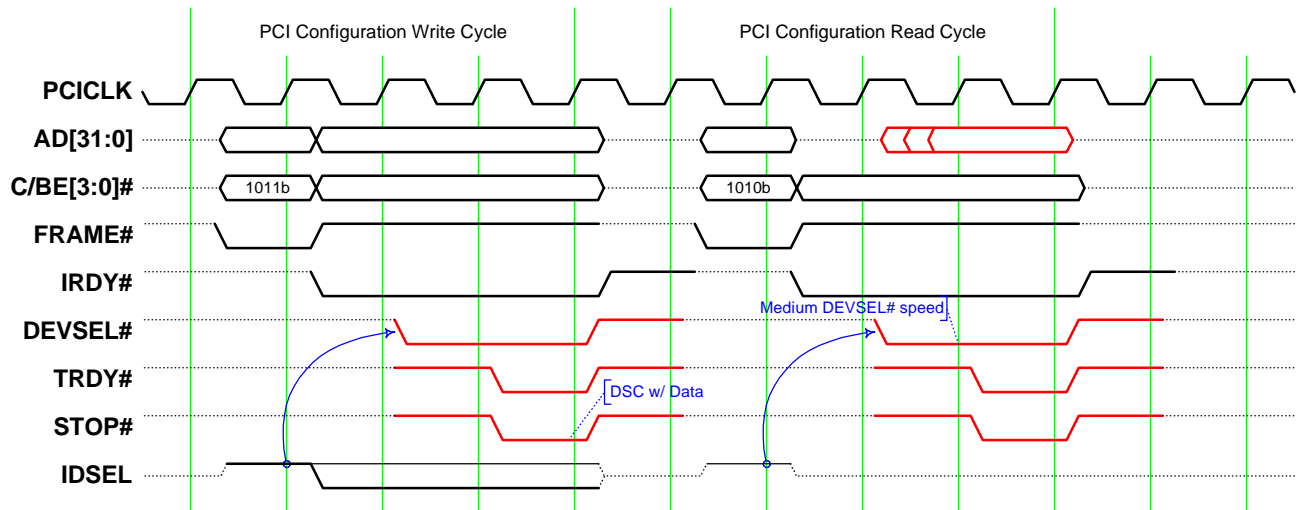 PCI Configuration Write Cycle PCI Configuration Read Cycle
PCICLK
AD[31:0]
C/BE[3:0]# 1011b 1010b
FRAME#
IRDY#
Medium DEVSEL# speed
DEVSEL#
TRDY#
DSC w/ Data
STOP#
IDSEL